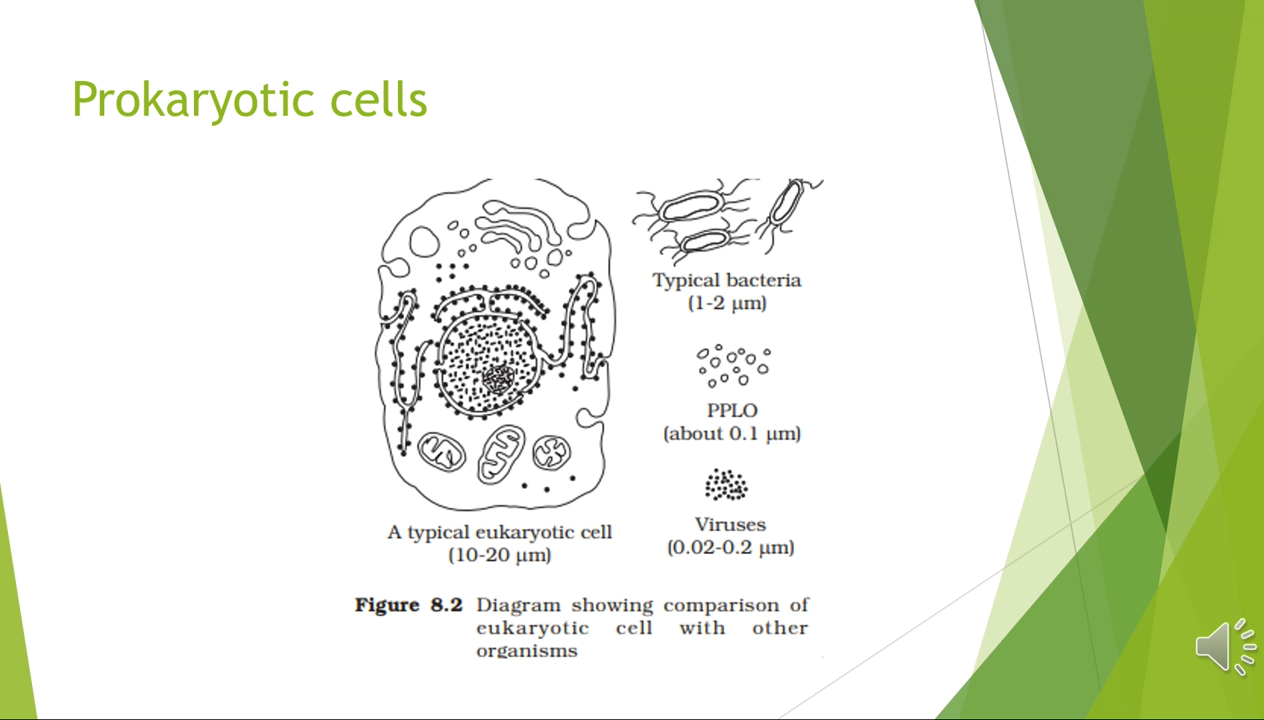 Prokaryotic cells
Typical bacteria
(1-2 μm)
PPLO
(about 0.1 μm)
Viruses
(0.02-0.2 μm)
A typical eukaryotic cell
(10-20 μm)
Figure 8.2 Diagram showing comparison of
eukaryotic cell with other
organisms